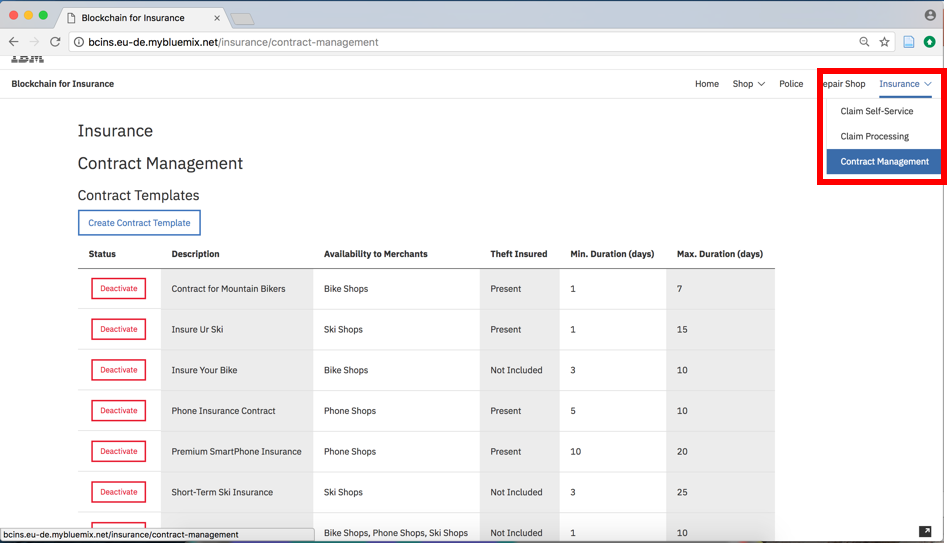 Blockchain for Insurance
bcins.eu-de.mybluemix.net/insurance/contract-management
IBM
Blockchain for Insurance Home Shop Police epair Shop Insurance
Claim Self-Service
Claim Processing
Contract Management
Insurance
Contract Management
Contract Templates
Create Contract Template
Status Description Availability to Merchants Theft Insured Min. Duration (days) Max. Duration (days)
Deactivate Contract for Mountain Bikers Bike Shops Present 1 7
Deactivate Insure Ur Ski Ski Shops Present 1 15
Deactivate Insure Your Bike Bike Shops Not Included 3 10
Deactivate Phone Insurance Contract Phone Shops Present 5 10
Deactivate Premium SmartPhone Insurance Phone Shops Present 10 20
Deactivate Short-Term Ski Insurance Ski Shops Not Included 3 25
Bike Shops, Phone Shops, Ski Shops Not Included 1 10
bcins.eu-de.mybluemix.net/insurance/contract-management